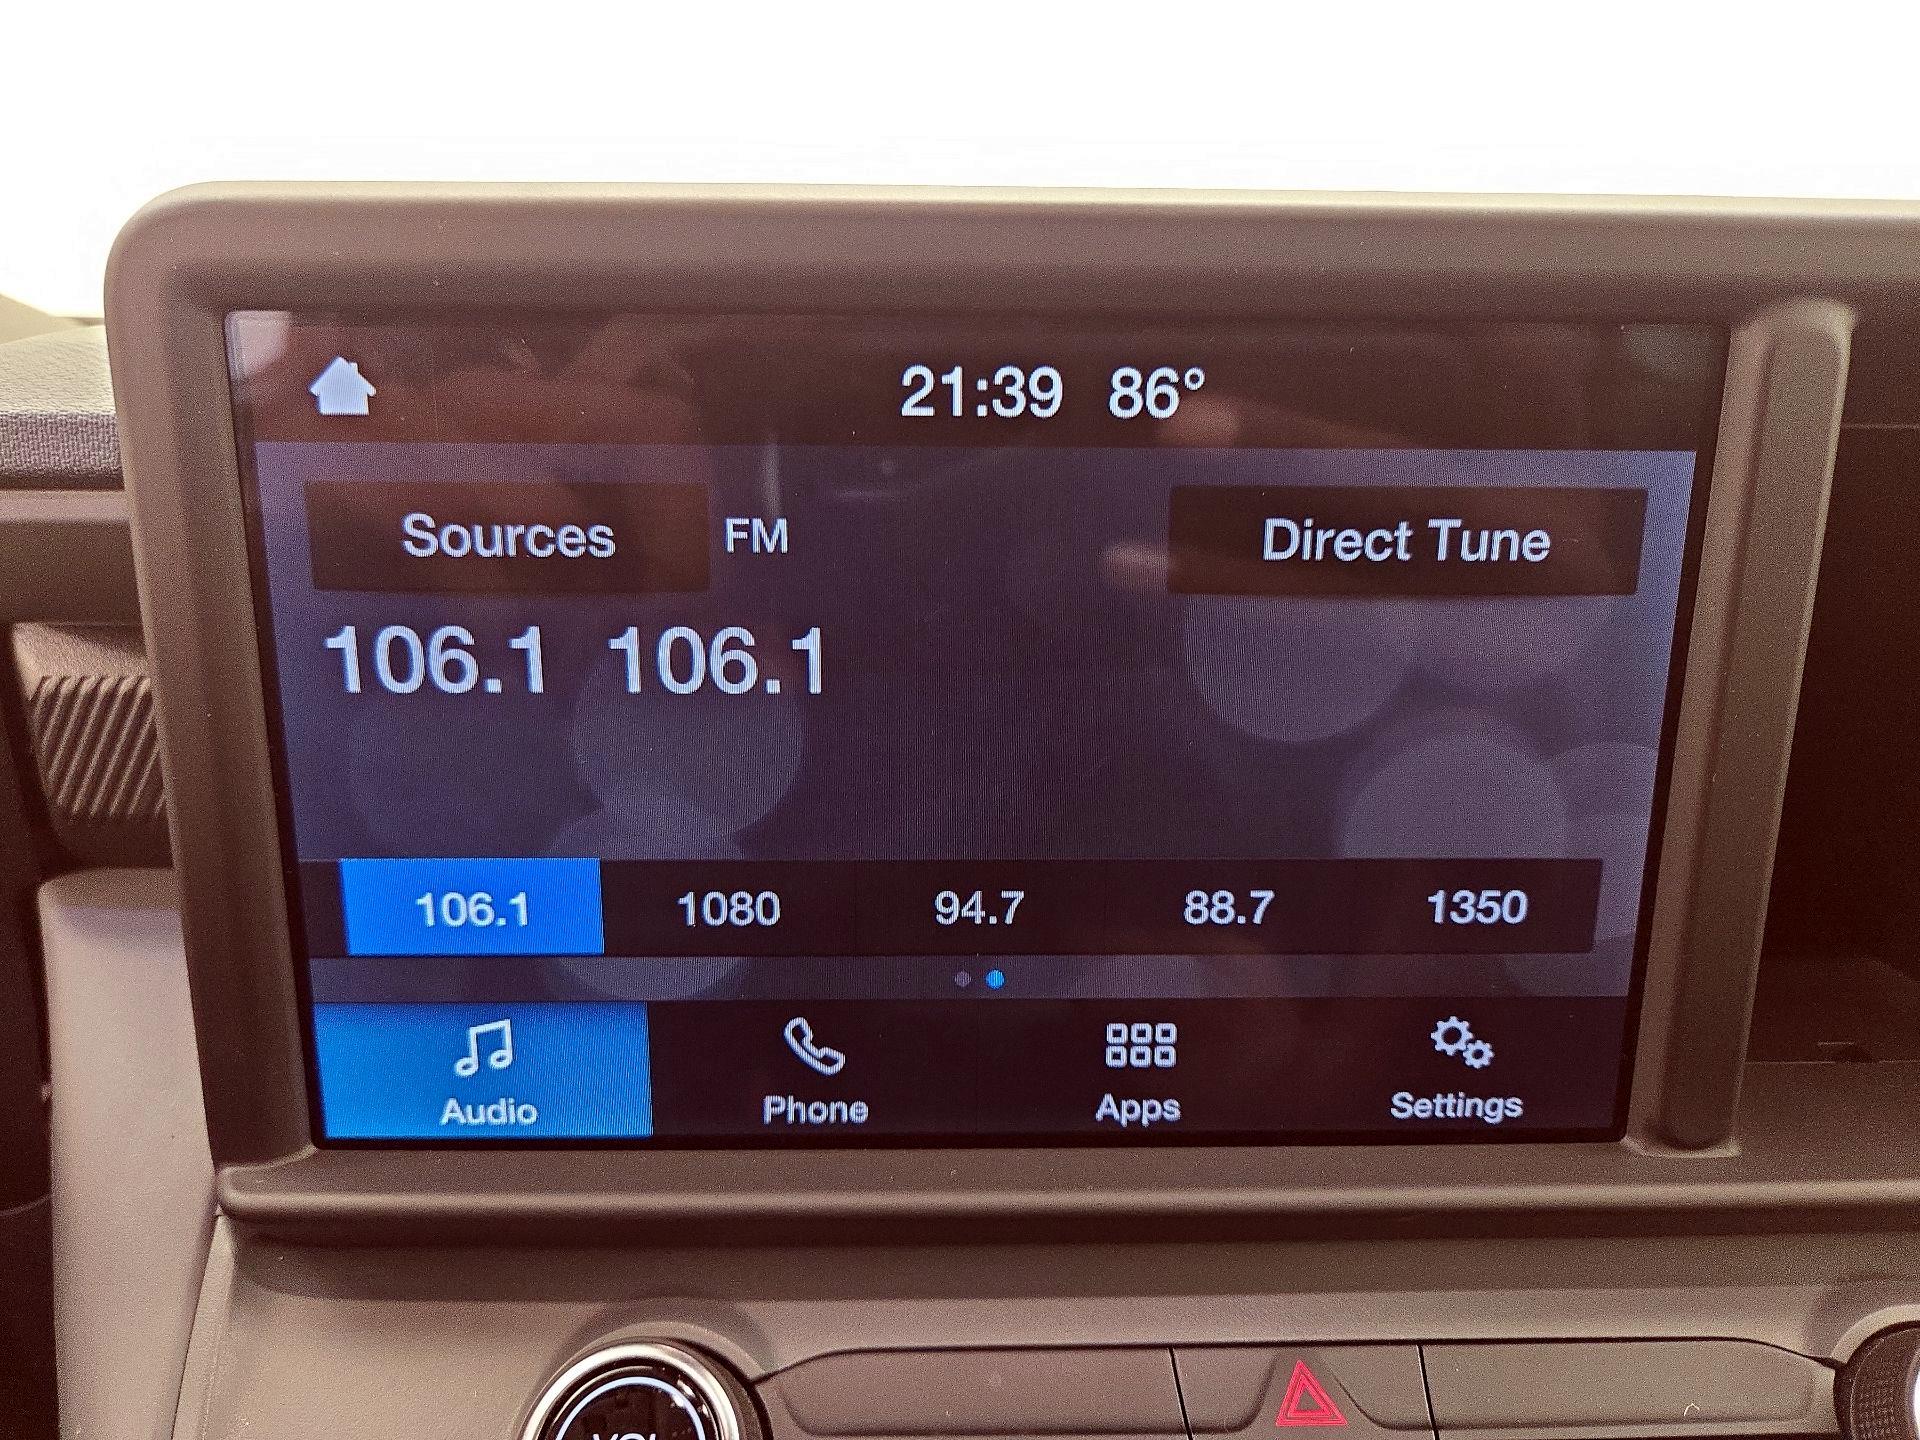 21:39 86°
Sources FM Direct Tune
106.1 106.1
106.1 1080 94.7 88.7 1350
Audio Phone Apps Settings
VOL